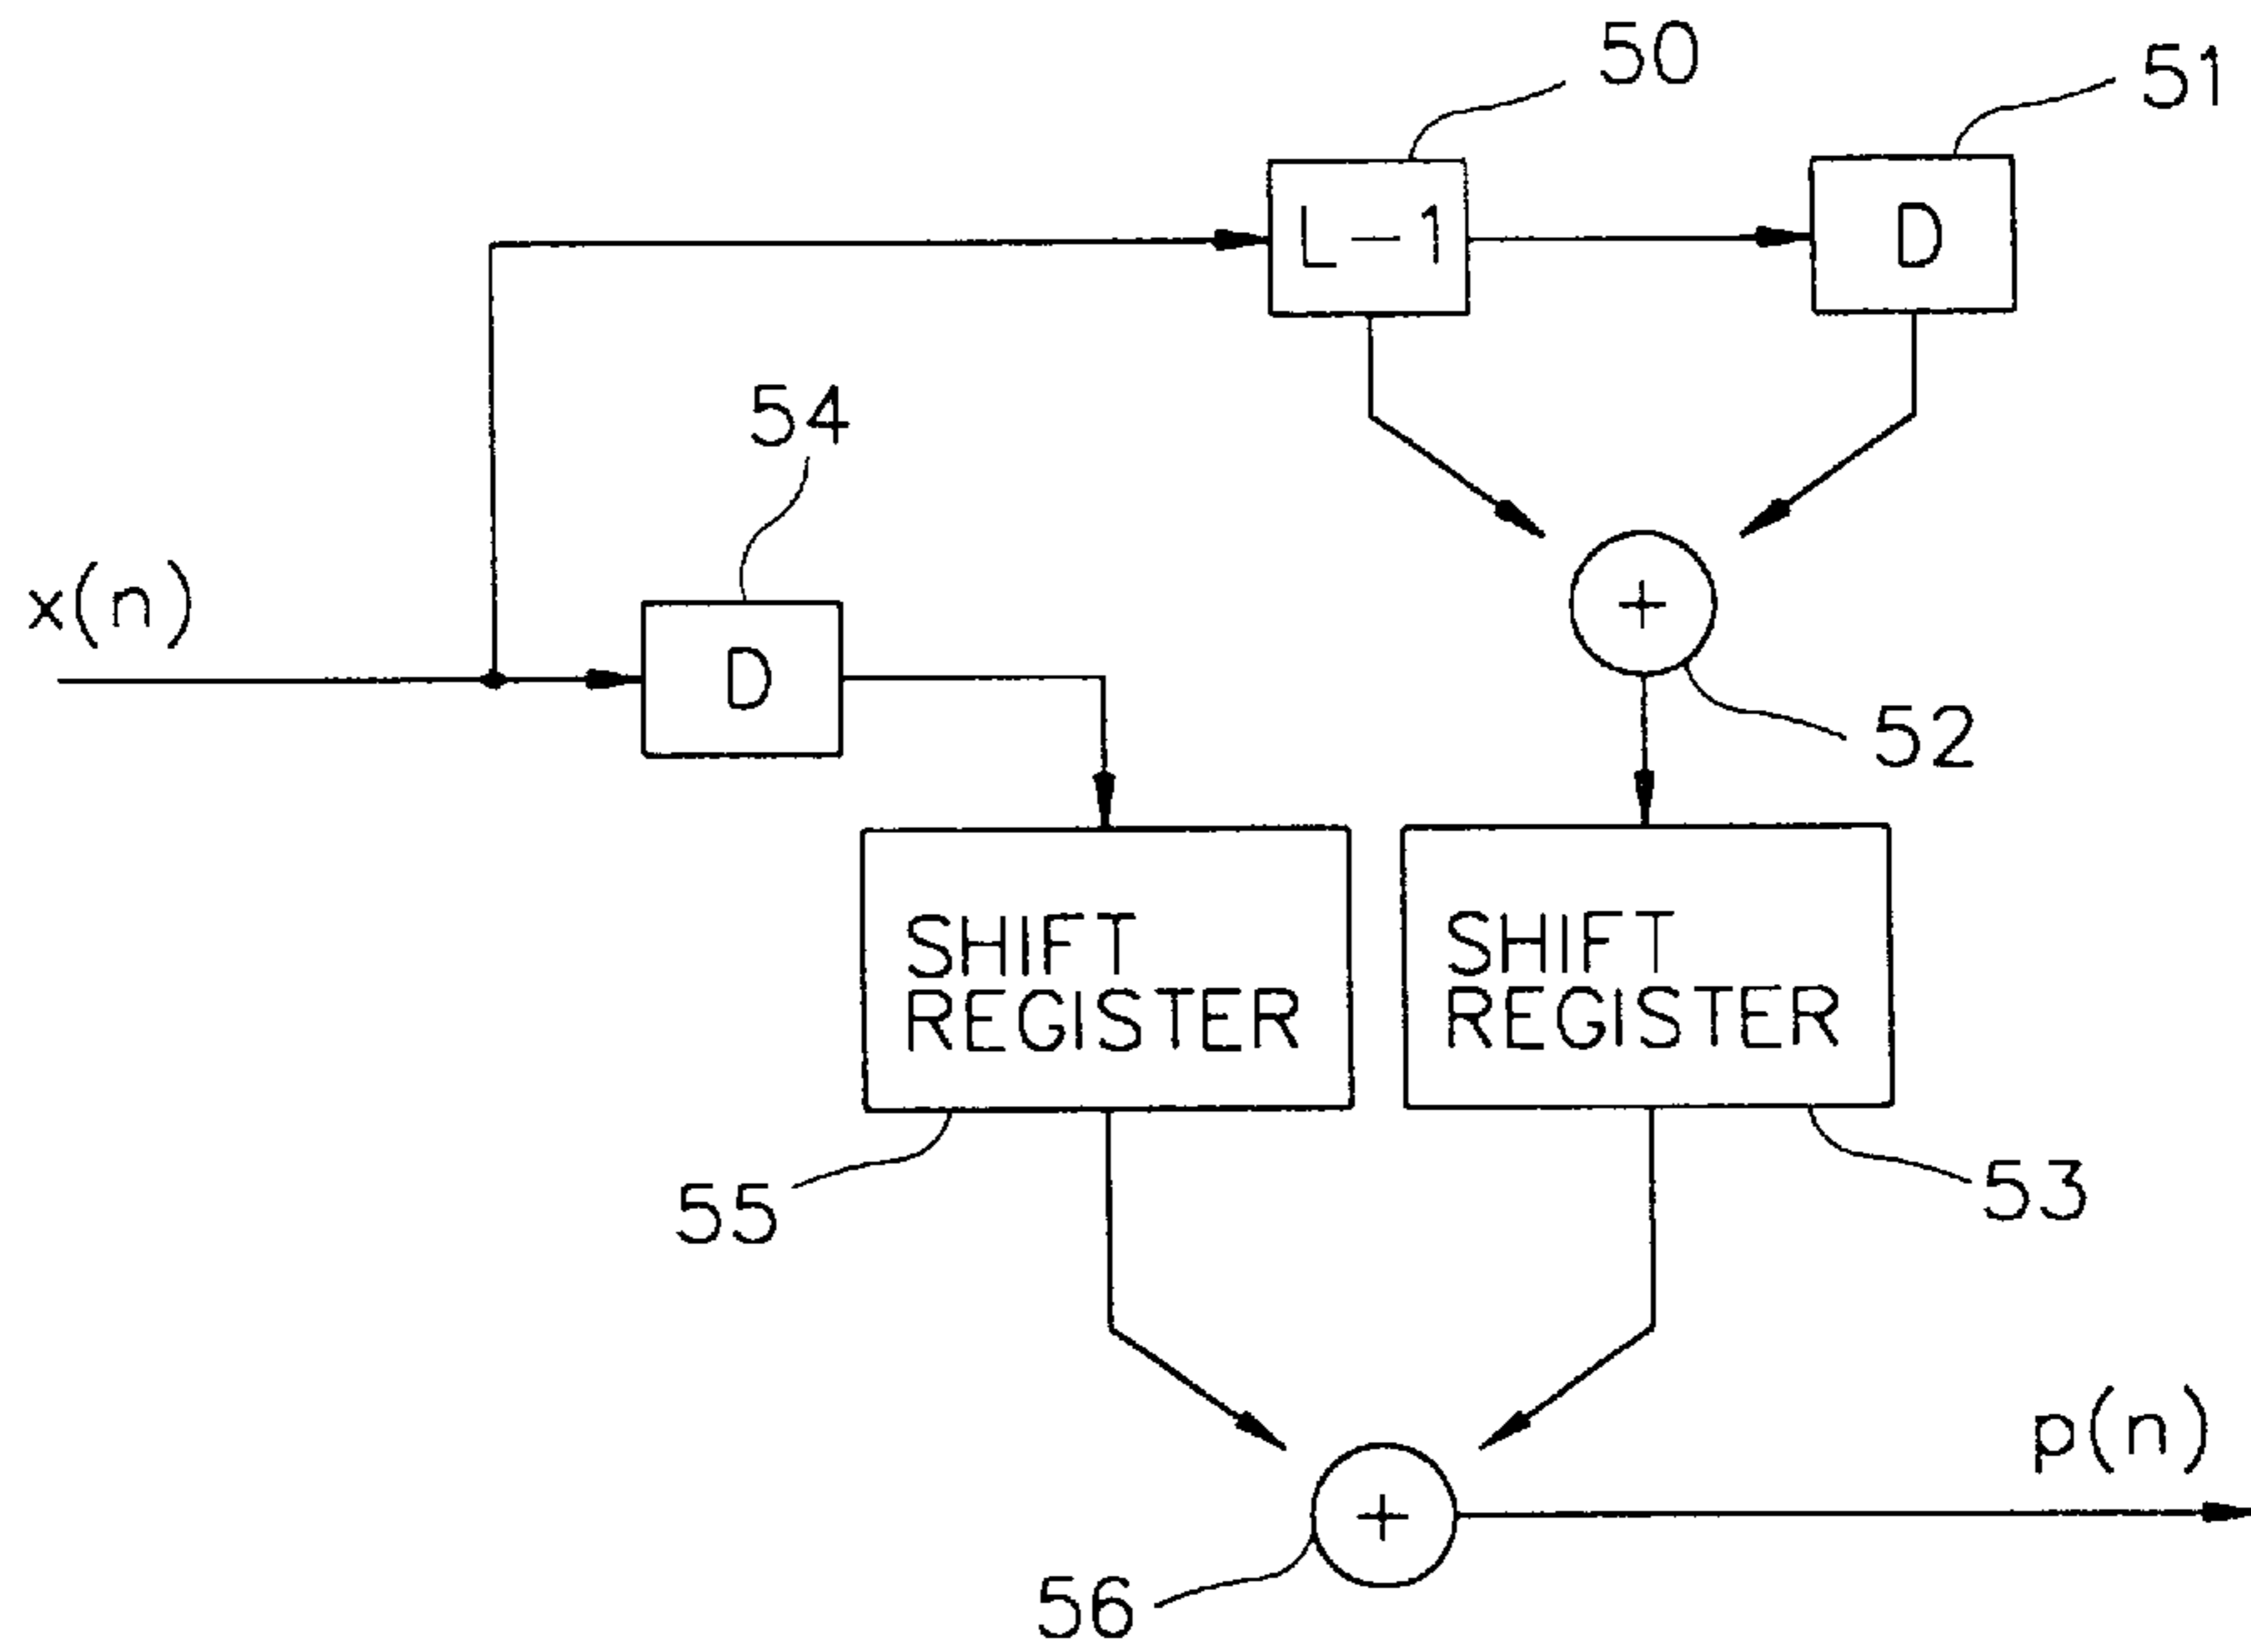 50
51
L-1
D
54
x(n)
D
+
52
SHIFT
REGISTER
SHIFT
REGISTER
55
53
p(n)
+
56